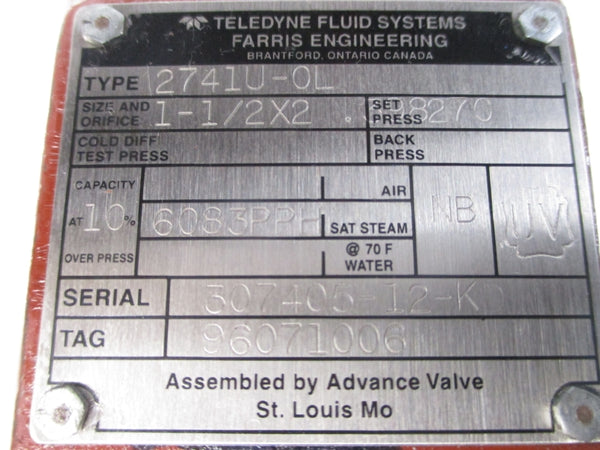 TELEDYNE FLUID SYSTEMS
FARRIS ENGINEERING
BRANTFORD, ONTARIO CANADA
TYPE 2741U-OL
SIZE AND ORIFICE 1-1/2X2
SET PRESS
COLD DIFF TEST PRESS
BACK PRESS
CAPACITY AT 10% OVER PRESS
AIR
6083PPH SAT STEAM
@ 70 F WATER
NB
UV
SERIAL 307405-12-K
TAG 96071006
Assembled by Advance Valve
St. Louis Mo